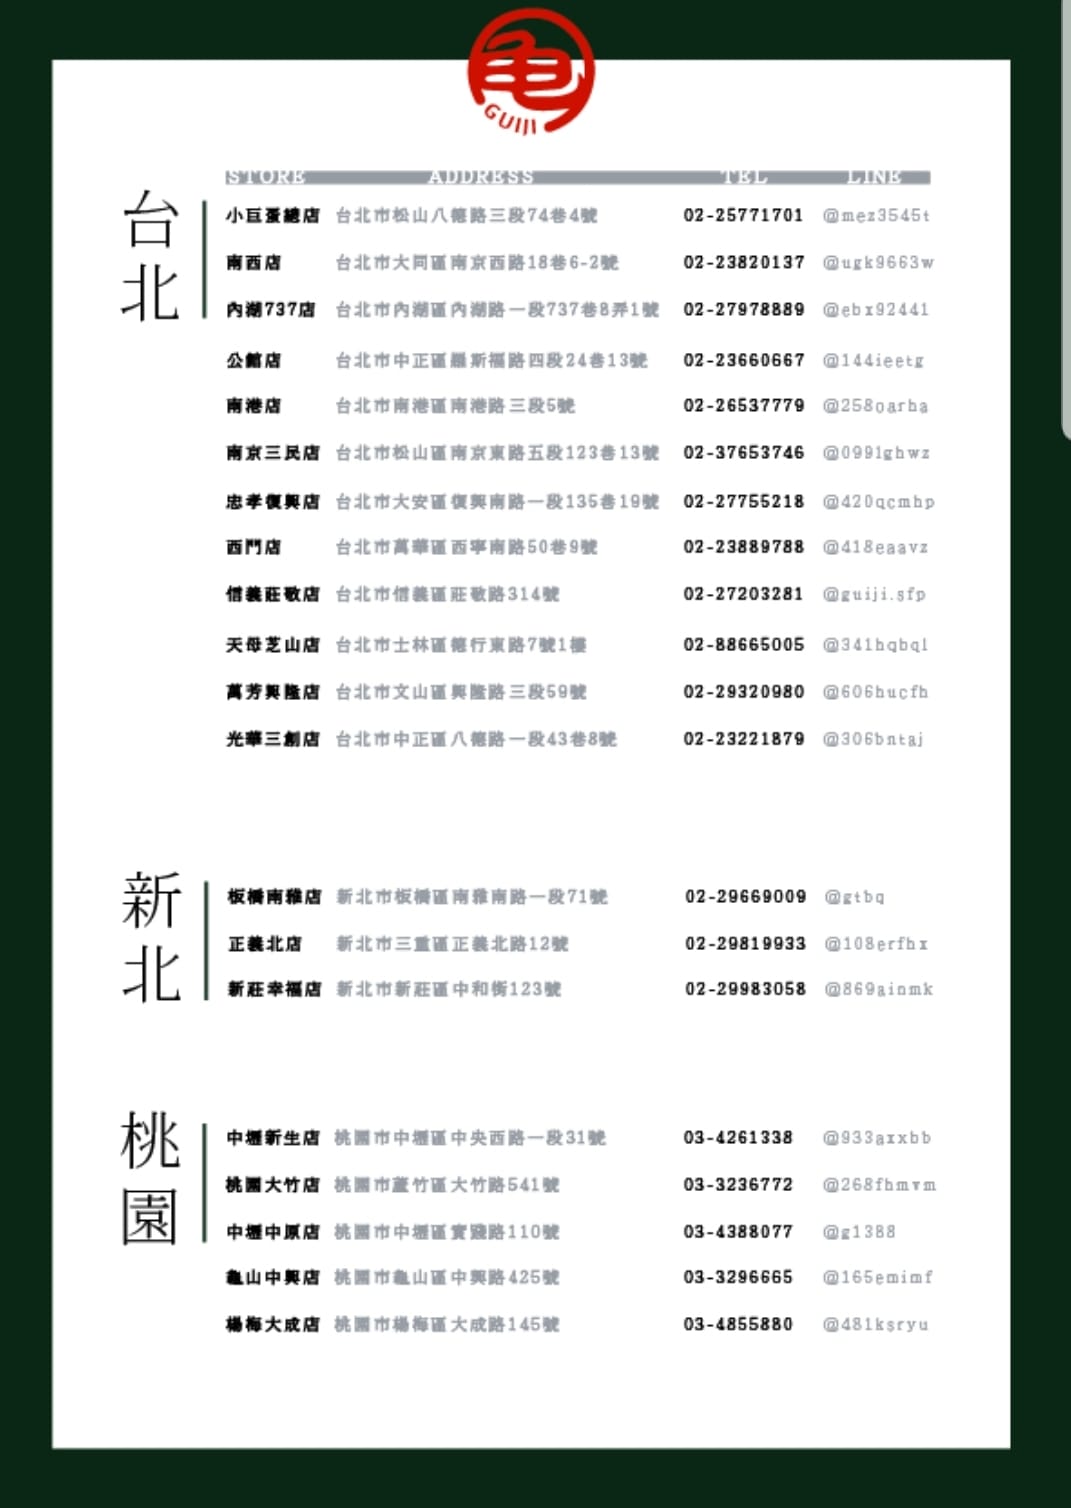 龜
GUIJI
STORE ADDRESS TEL LINE
台北
小巨蛋總店 台北市松山八德路三段74巷4號 02-25771701 @mez3545t
南西店 台北市大同區南京西路18巷6-2號 02-23820137 @ugk9663w
內湖737店 台北市內湖區內湖路一段737巷8弄1號 02-27978889 @ebx92441
公館店 台北市中正區羅斯福路四段24巷13號 02-23660667 @144ieetg
南港店 台北市南港區南港路三段5號 02-26537779 @258oarha
南京三民店 台北市松山區南京東路五段123巷13號 02-37653746 @099lghwz
忠孝復興店 台北市大安區復興南路一段135巷19號 02-27755218 @420qcmhp
西門店 台北市萬華區西寧南路50巷9號 02-23889788 @418eaavz
信義莊敬店 台北市信義區莊敬路314號 02-27203281 @guiji.sfp
天母芝山店 台北市士林區德行東路7號1樓 02-88665005 @341hqbql
萬芳興隆店 台北市文山區興隆路三段59號 02-29320980 @606hucfh
光華三創店 台北市中正區八德路一段43巷8號 02-23221879 @306bntaj
新北
板橋南雅店 新北市板橋區南雅南路一段71號 02-29669009 @gtbq
正義北店 新北市三重區正義北路12號 02-29819933 @108erfhx
新莊幸福店 新北市新莊區中和街123號 02-29983058 @869ainmk
桃園
中壢新生店 桃園市中壢區中央西路一段31號 03-4261338 @933axxbb
桃園大竹店 桃園市蘆竹區大竹路541號 03-3236772 @268fhmvm
中壢中原店 桃園市中壢區實踐路110號 03-4388077 @g1388
龜山中興店 桃園市龜山區中興路425號 03-3296665 @165emimf
楊梅大成店 桃園市楊梅區大成路145號 03-4855880 @481ksryu